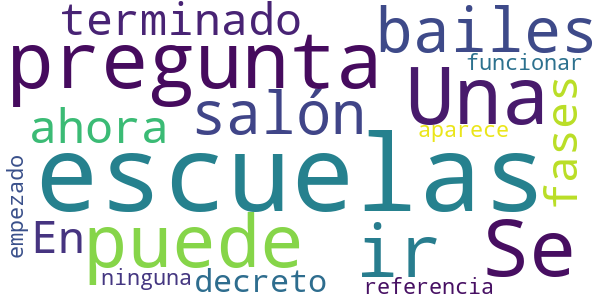 terminado
bailes
pregunta
funcionar
Una
salón
fases
ahora
aparece
escuelas
empezado
En
puede
ir
Se
ninguna
decreto
referencia